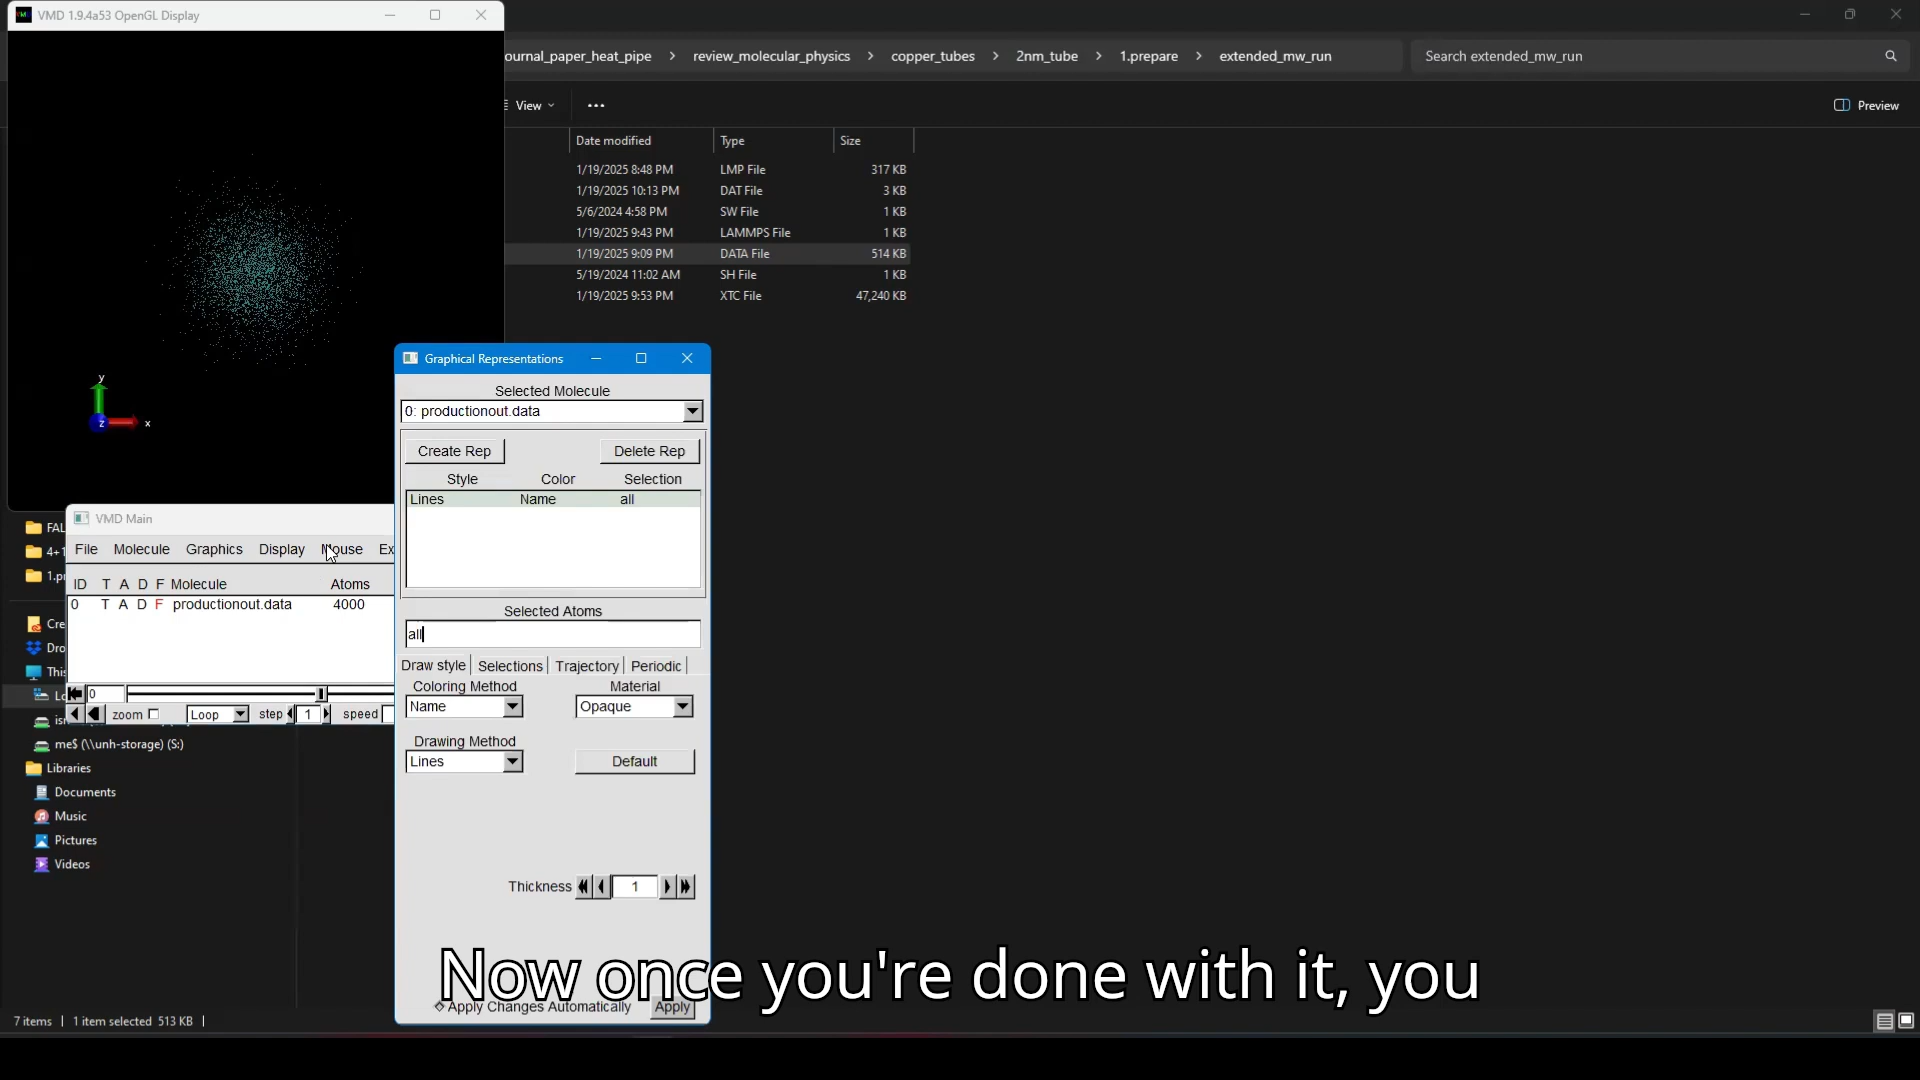 VMD 1.9.4a53 OpenGL Display
ournal_paper_heat_pipe > review_molecular_physics > copper_tubes > 2nm_tube > 1.prepare > extended_mw_run
Search extended_mw_run
View
Preview
Date modified Type Size
1/19/2025 8:48 PM LMP File 317 KB
1/19/2025 10:13 PM DAT File 3 KB
5/6/2024 4:58 PM SW File 1 KB
1/19/2025 9:43 PM LAMMPS File 1 KB
1/19/2025 9:09 PM DATA File 514 KB
5/19/2024 11:02 AM SH File 1 KB
1/19/2025 9:53 PM XTC File 47,240 KB
y
z x
Graphical Representations
Selected Molecule
0: productionout.data
Create Rep Delete Rep
Style Color Selection
Lines Name all
Selected Atoms
all
Draw style Selections Trajectory Periodic
Coloring Method Material
Name Opaque
Drawing Method
Lines Default
Thickness 1
Apply Changes Automatically Apply
VMD Main
File Molecule Graphics Display Mouse Ex
ID T A D F Molecule Atoms
0 T A D F productionout.data 4000
0
zoom Loop step 1 speed
FAL
4+1
1.p
Cre
Dro
This
Lo
me$ (\\unh-storage) (S:)
Libraries
Documents
Music
Pictures
Videos
7 items | 1 item selected 513 KB |
Now once you're done with it, you